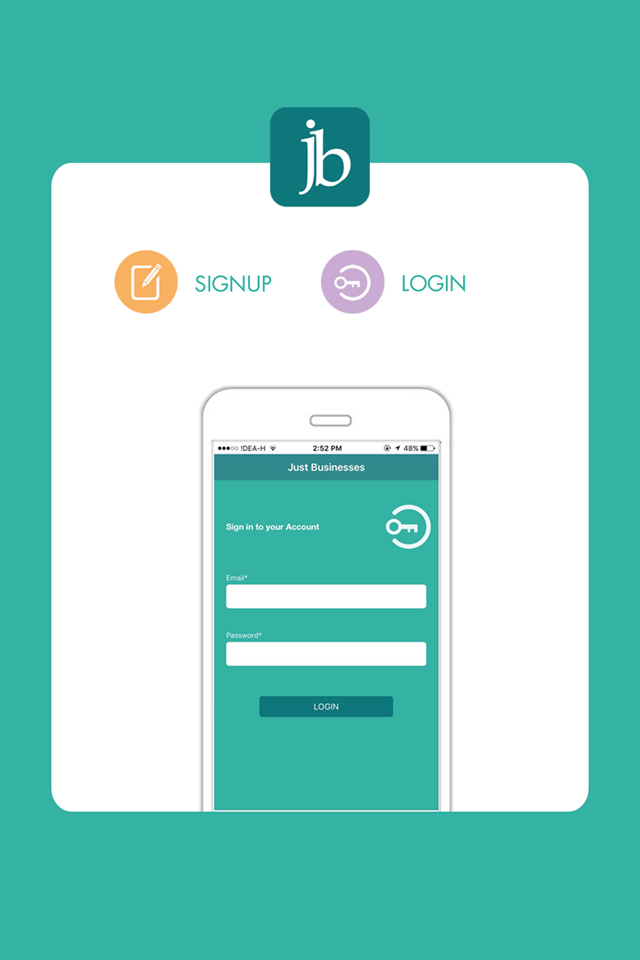 jb
SIGNUP
LOGIN
!DEA-H 2:52 PM 48%
Just Businesses
Sign in to your Account
Email*
Password*
LOGIN